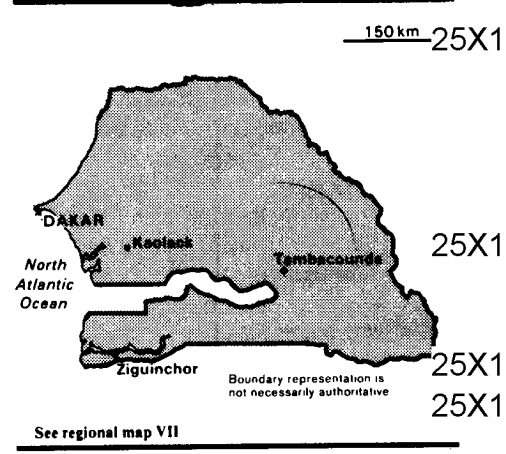 150 km 25X1
DAKAR
Kaolack
25X1
Tambacounda
North
Atlantic
Ocean
25X1
Ziguinchor
Boundary representation is
not necessarily authoritative
25X1
See regional map VII